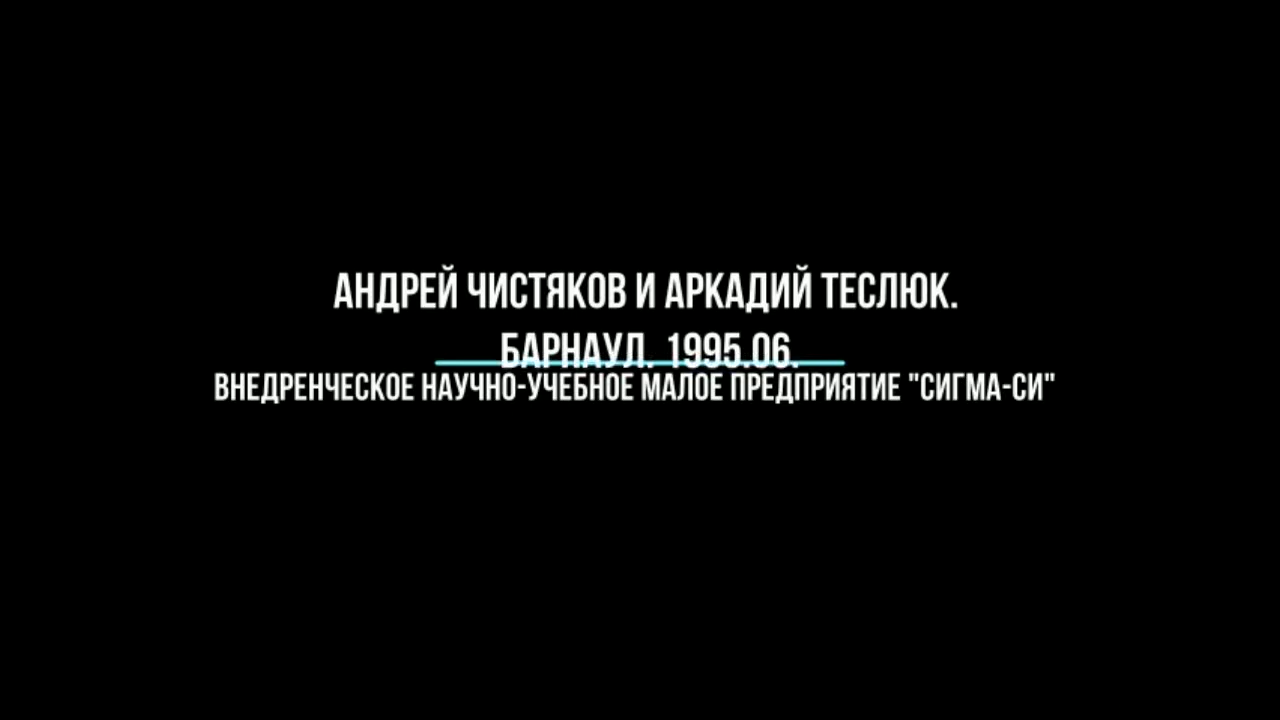 АНДРЕЙ ЧИСТЯКОВ И АРКАДИЙ ТЕСЛЮК.
БАРНАУЛ. 1995.06.
ВНЕДРЕНЧЕСКОЕ НАУЧНО-УЧЕБНОЕ МАЛОЕ ПРЕДПРИЯТИЕ "СИГМА-СИ"